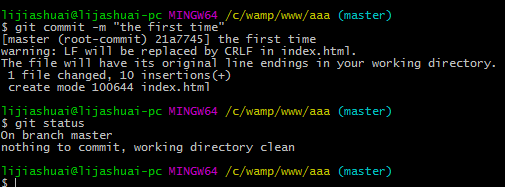 lijiashuai@lijashuai-pc MINGW64 /c/wamp/www/aaa (master)
$ git commit -m "the first time"
[master (root-commit) 21a7745] the first time
warning: LF will be replaced by CRLF in index.html.
The file will have its original line endings in your working directory.
 1 file changed, 10 insertions(+)
 create mode 100644 index.html

lijiashuai@lijashuai-pc MINGW64 /c/wamp/www/aaa (master)
$ git status
On branch master
nothing to commit, working directory clean

lijiashuai@lijashuai-pc MINGW64 /c/wamp/www/aaa (master)
$